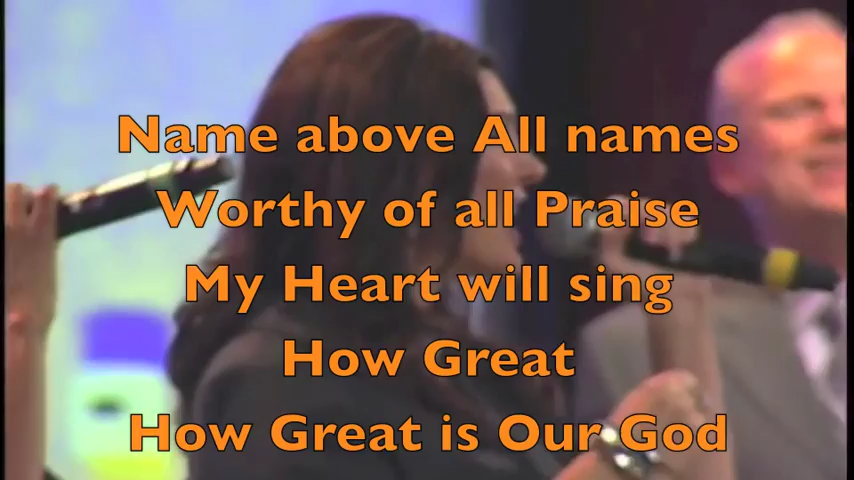 Name above All names
Worthy of all Praise
My Heart will sing
How Great
How Great is Our God